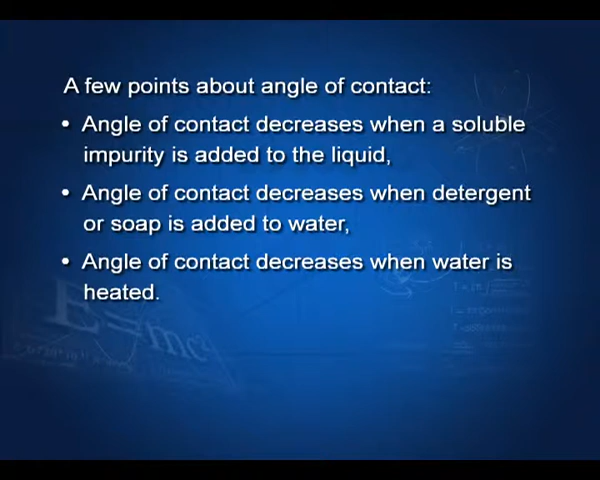 A few points about angle of contact:
• Angle of contact decreases when a soluble
impurity is added to the liquid,
• Angle of contact decreases when detergent
or soap is added to water,
• Angle of contact decreases when water is
heated.
E=mc²